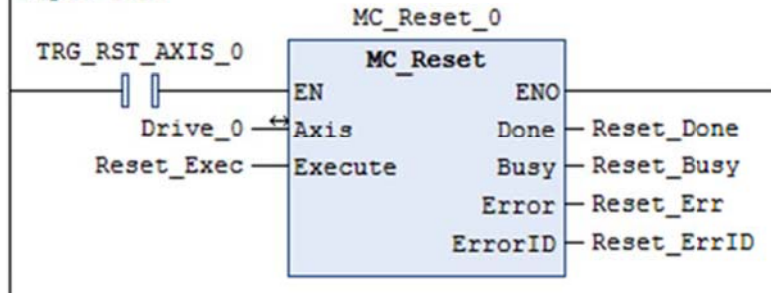 MC_Reset_0
TRG_RST_AXIS_0
MC_Reset
EN ENO
Drive_0 Axis Done Reset_Done
Reset_Exec Execute Busy Reset_Busy
Error Reset_Err
ErrorID Reset_ErrID